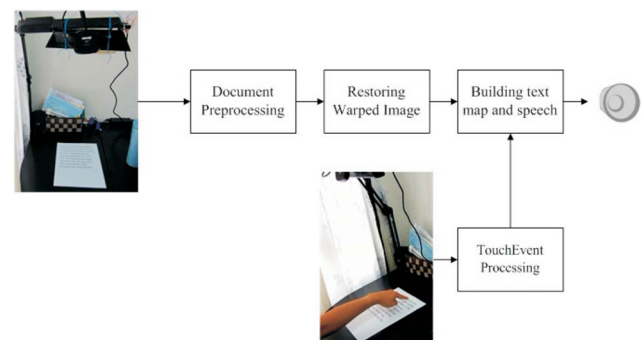 Document
Preprocessing
Restoring
Warped Image
Building text
map and speech
TouchEvent
Processing